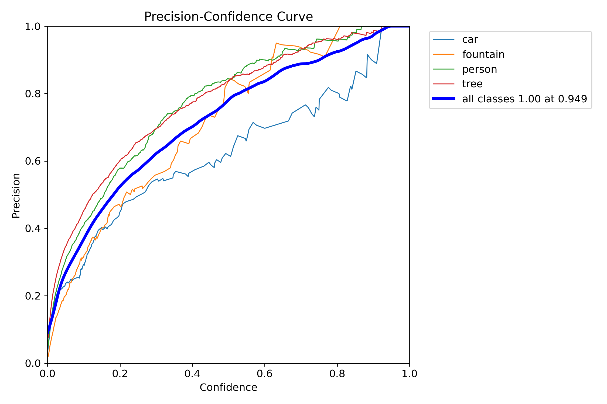 Precision-Confidence Curve
car
fountain
person
tree
all classes 1.00 at 0.949
Precision
1.0
0.8
0.6
0.4
0.2
0.0
0.0 0.2 0.4 0.6 0.8 1.0
Confidence